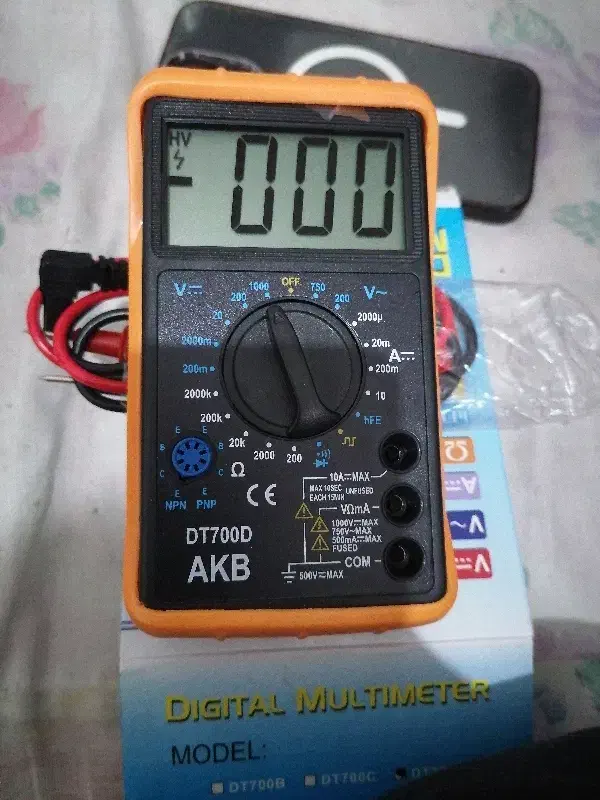 HV
- 000
OFF
1000
750
200
200
V⎓
V~
20
2000µ
2000m
20m
A⎓
200m
200m
2000k
10
200k
hFE
20k
2000
200
Ω
E
E
B
B
C
C
E
E
NPN
PNP
CE
10A⎓MAX
MAX 10SEC UNFUSED
EACH 15MIN
VΩmA
1000V⎓MAX
750V~MAX
500mA⎓MAX
FUSED
COM
500V≂MAX
DT700D
AKB
Ω
A⎓
V~
V⎓
DIGITAL MULTIMETER
MODEL:
DT700B
DT700C